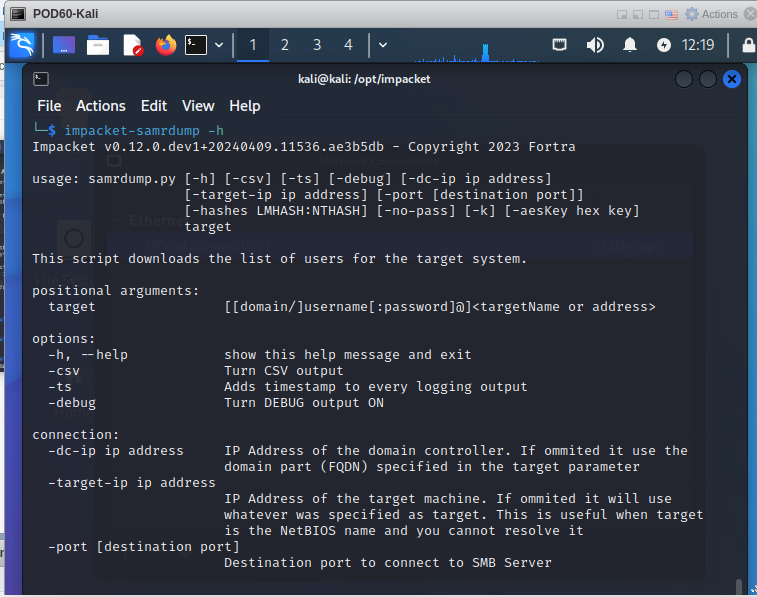 POD60-Kali
Actions
1 2 3 4
12:19
kali@kali: /opt/impacket
File Actions Edit View Help
└─$ impacket-samrdump -h
Impacket v0.12.0.dev1+20240409.11536.ae3b5db - Copyright 2023 Fortra
usage: samrdump.py [-h] [-csv] [-ts] [-debug] [-dc-ip ip address]
[-target-ip ip address] [-port [destination port]]
[-hashes LMHASH:NTHASH] [-no-pass] [-k] [-aesKey hex key]
target
This script downloads the list of users for the target system.
positional arguments:
target [[domain/]username[:password]@]<targetName or address>
options:
-h, --help show this help message and exit
-csv Turn CSV output
-ts Adds timestamp to every logging output
-debug Turn DEBUG output ON
connection:
-dc-ip ip address IP Address of the domain controller. If ommited it use the
domain part (FQDN) specified in the target parameter
-target-ip ip address
IP Address of the target machine. If ommited it will use
whatever was specified as target. This is useful when target
is the NetBIOS name and you cannot resolve it
-port [destination port]
Destination port to connect to SMB Server